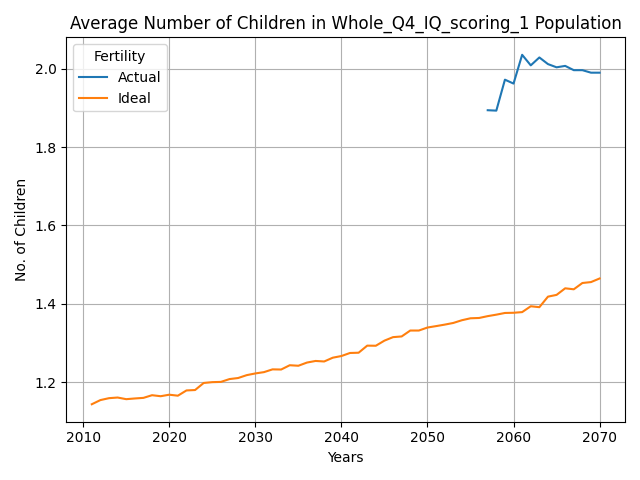 Average Number of Children in Whole_Q4_IQ_scoring_1 Population
Fertility
Actual
Ideal
2.0
1.8
1.6
1.4
1.2
No. of Children
2010
2020
2030
2040
2050
2060
2070
Years